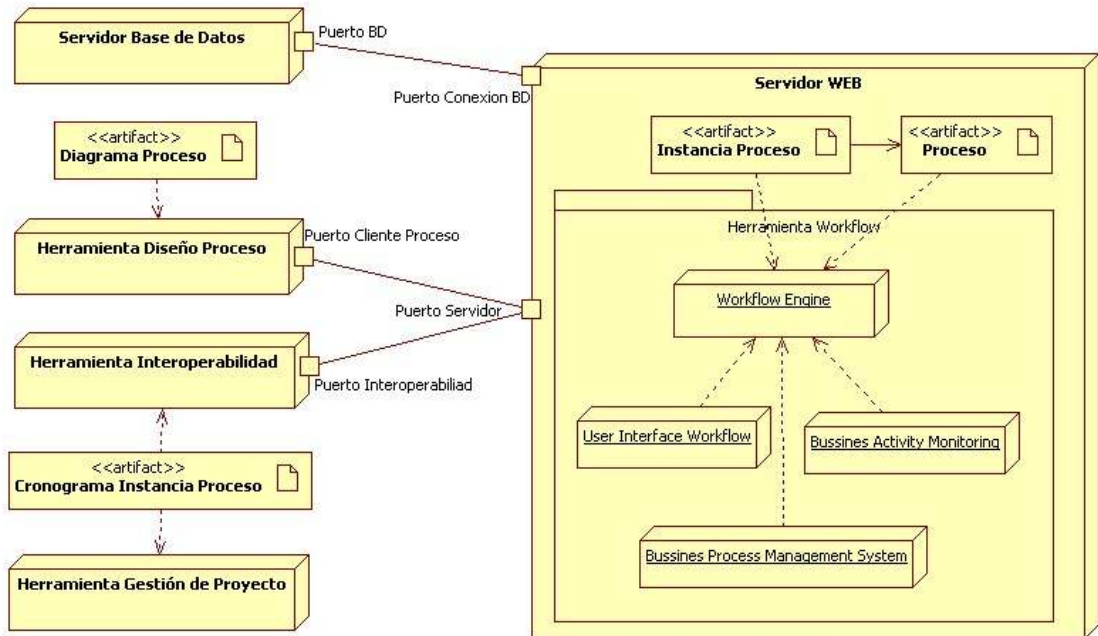 Servidor Base de Datos
Puerto BD
Puerto Conexion BD
Servidor WEB
<<artifact>>
Diagrama Proceso
<<artifact>>
Instancia Proceso
<<artifact>>
Proceso
Herramienta Diseño Proceso
Puerto Cliente Proceso
Herramienta Workflow
Workflow Engine
Puerto Servidor
Herramienta Interoperabilidad
Puerto Interoperabiliad
User Interface Workflow
Bussines Activity Monitoring
<<artifact>>
Cronograma Instancia Proceso
Bussines Process Management System
Herramienta Gestión de Proyecto